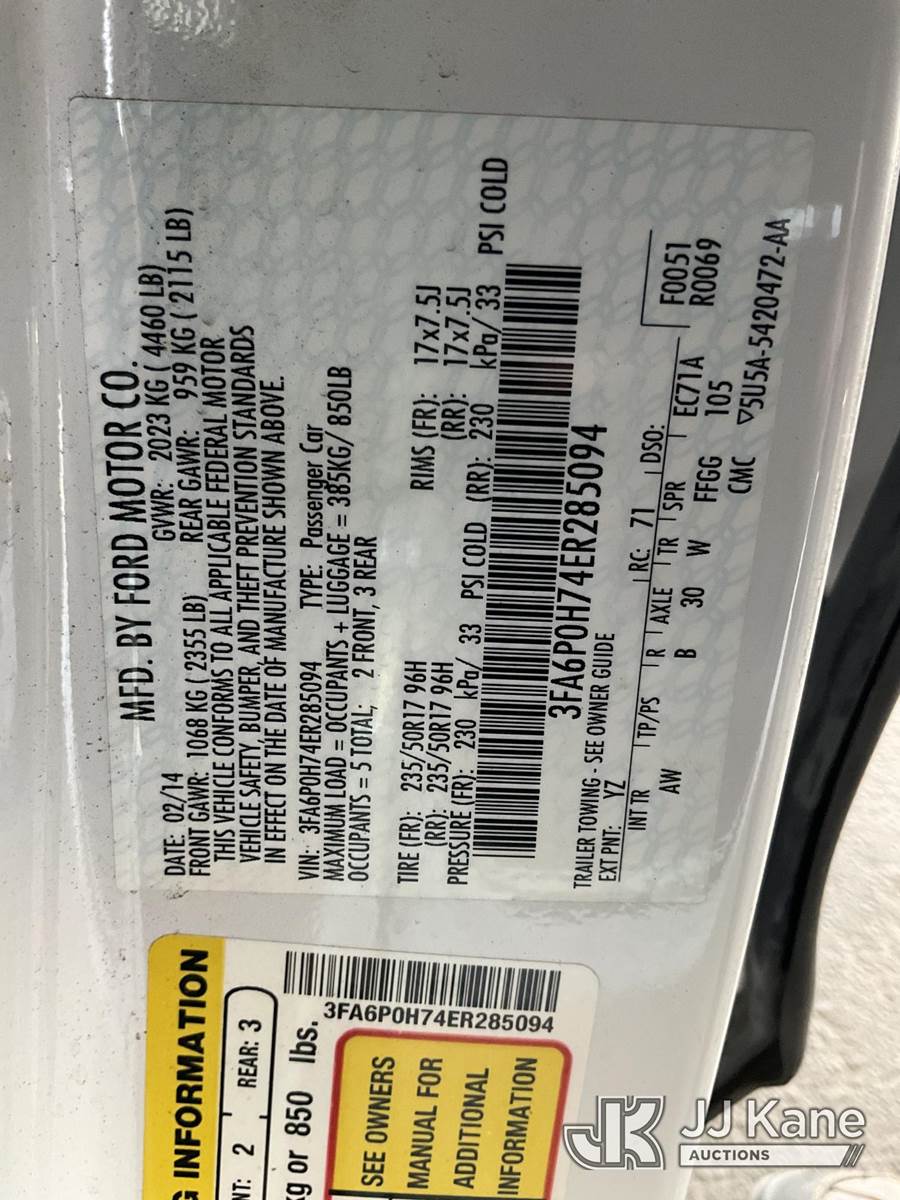 MFD. BY FORD MOTOR CO.
DATE: 02/14 GVWR: 2023 KG ( 4460 LB)
FRONT GAWR: 1068 KG ( 2355 LB) REAR GAWR: 959 KG ( 2115 LB)
THIS VEHICLE CONFORMS TO ALL APPLICABLE FEDERAL MOTOR
VEHICLE SAFETY, BUMPER, AND THEFT PREVENTION STANDARDS
IN EFFECT ON THE DATE OF MANUFACTURE SHOWN ABOVE.
VIN: 3FA6P0H74ER285094 TYPE: Passenger Car
MAXIMUM LOAD = OCCUPANTS + LUGGAGE = 385KG/ 850LB
OCCUPANTS = 5 TOTAL; 2 FRONT, 3 REAR
TIRE (FR): 235/50R17 96H RIMS (FR): 17x7.5J
(RR): 235/50R17 96H (RR): 17x7.5J
PRESSURE (FR): 230 kPa/ 33 PSI COLD (RR): 230 kPa/ 33 PSI COLD
3FA6P0H74ER285094
TRAILER TOWING - SEE OWNER GUIDE
EXT PNT: YZ RC: 71 DSO:
INT TR TP/PS R AXLE TR SPR EC71A F0051
AW B 30 W FFGG 105 R0069
CMC ▽5U5A-5420472-AA
G INFORMATION
NT: 2 REAR: 3
kg or 850 lbs.
3FA6P0H74ER285094
SEE OWNERS
MANUAL FOR
ADDITIONAL
INFORMATION
JK JJ Kane
AUCTIONS